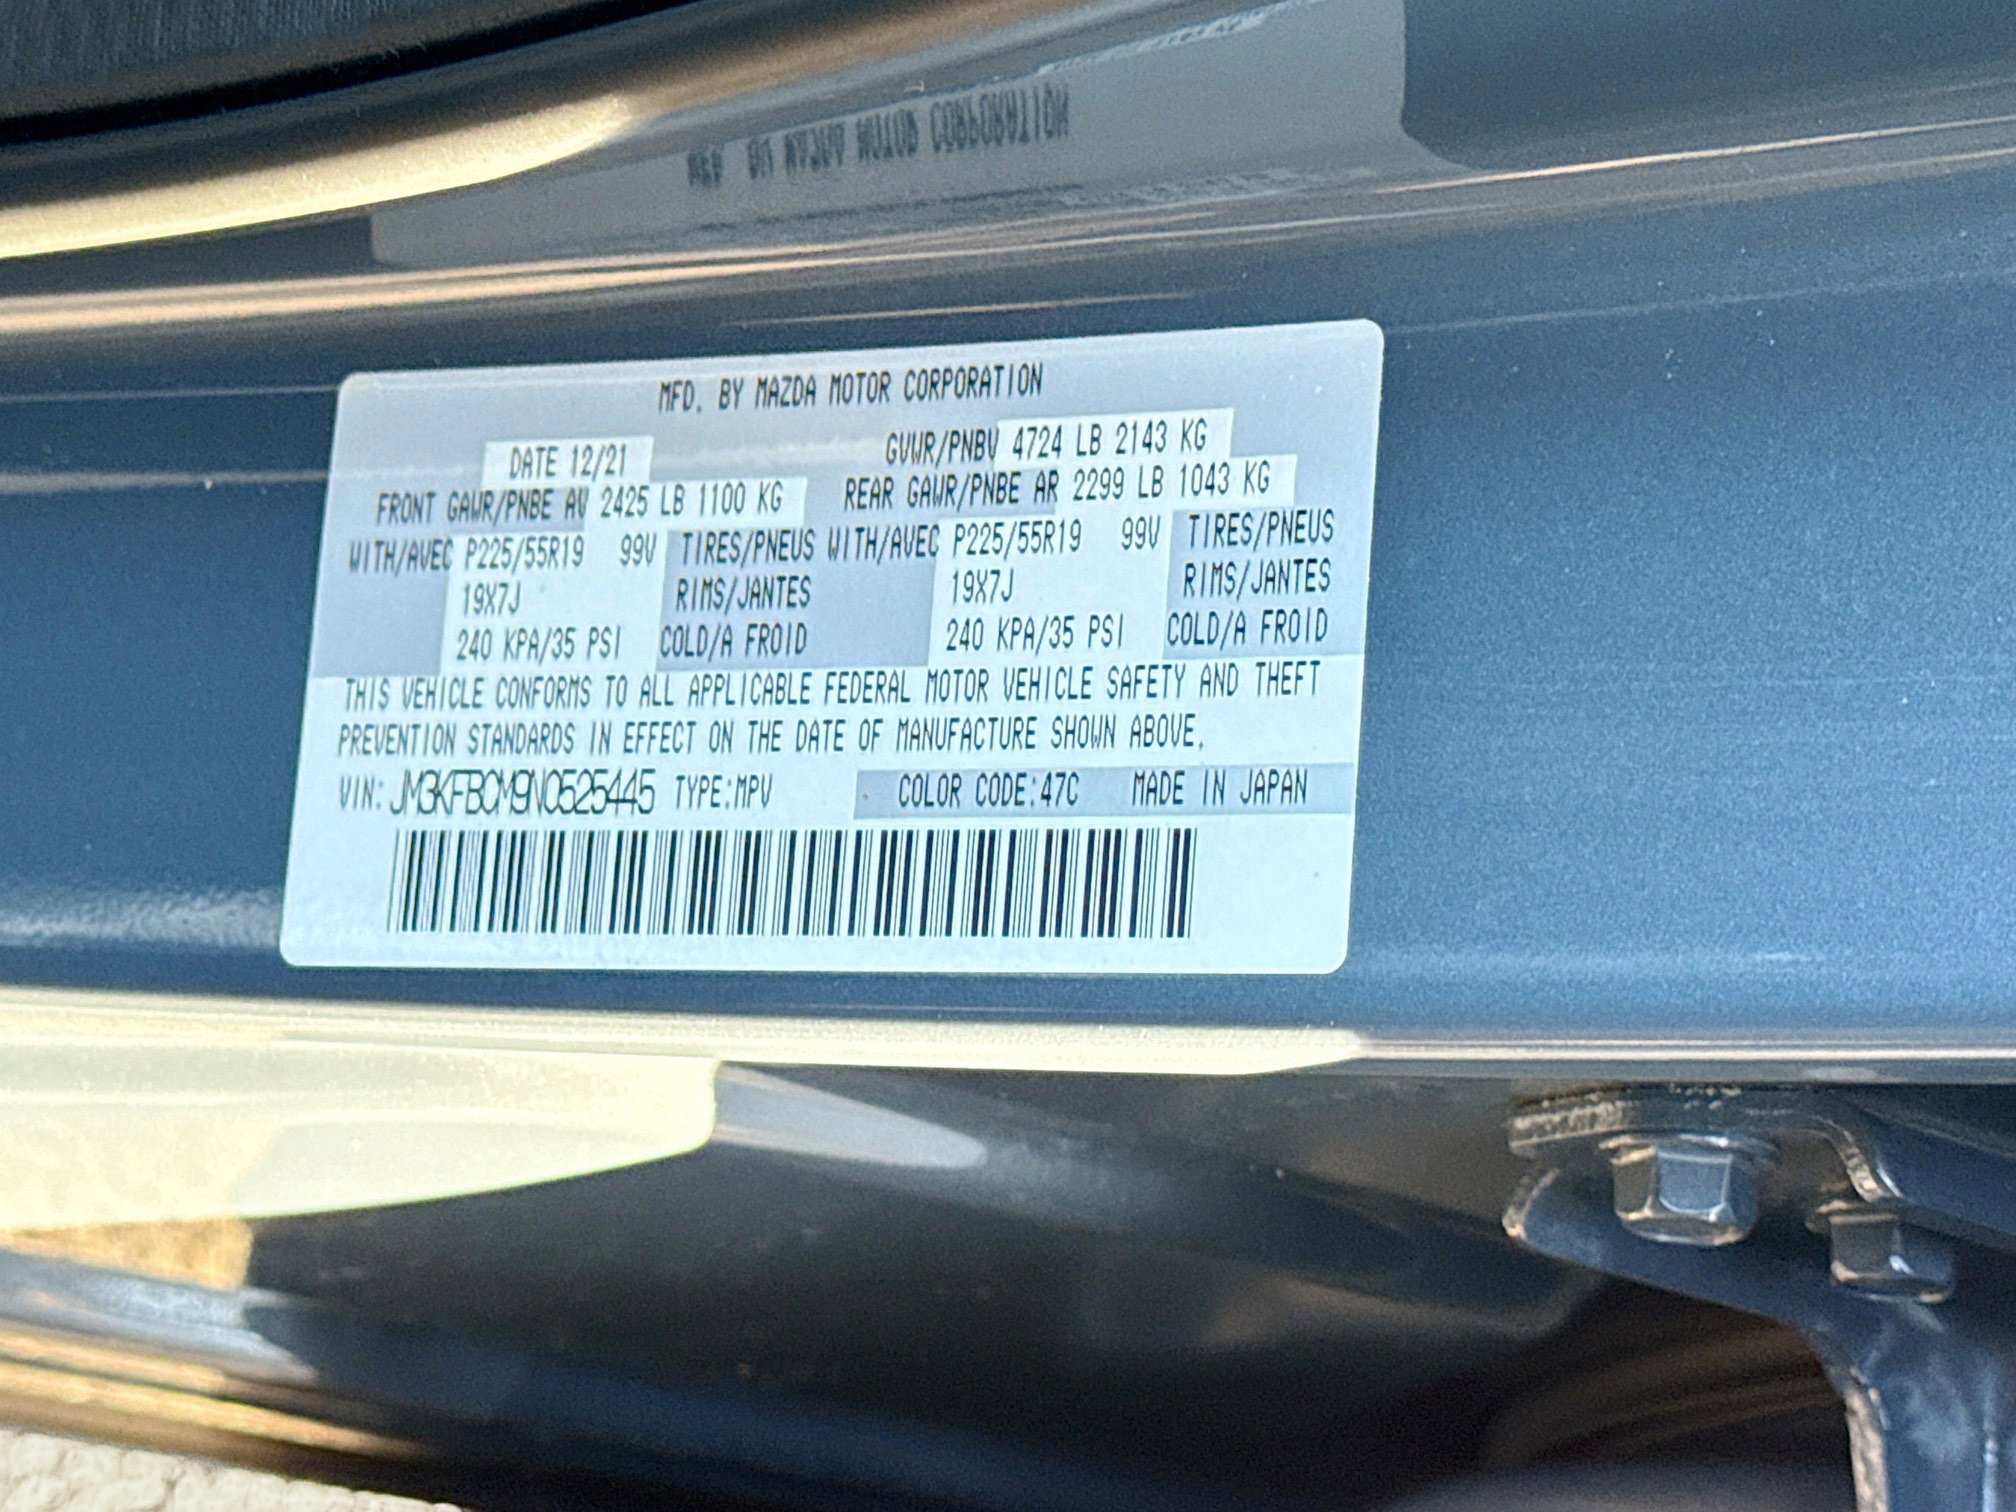 MFD. BY MAZDA MOTOR CORPORATION
DATE 12/21 GVWR/PNBV 4724 LB 2143 KG
FRONT GAWR/PNBE AV 2425 LB 1100 KG REAR GAWR/PNBE AR 2299 LB 1043 KG
WITH/AVEC P225/55R19 99V TIRES/PNEUS WITH/AVEC P225/55R19 99V TIRES/PNEUS
19X7J RIMS/JANTES 19X7J RIMS/JANTES
240 KPA/35 PSI COLD/A FROID 240 KPA/35 PSI COLD/A FROID
THIS VEHICLE CONFORMS TO ALL APPLICABLE FEDERAL MOTOR VEHICLE SAFETY AND THEFT
PREVENTION STANDARDS IN EFFECT ON THE DATE OF MANUFACTURE SHOWN ABOVE.
VIN: JM3KFBCM9N0525445 TYPE:MPV COLOR CODE:47C MADE IN JAPAN